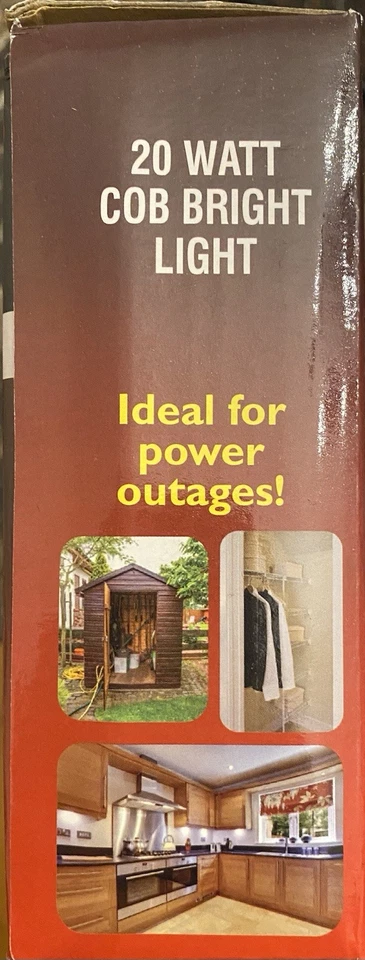 20 WATT
COB BRIGHT
LIGHT
Ideal for
power
outages!